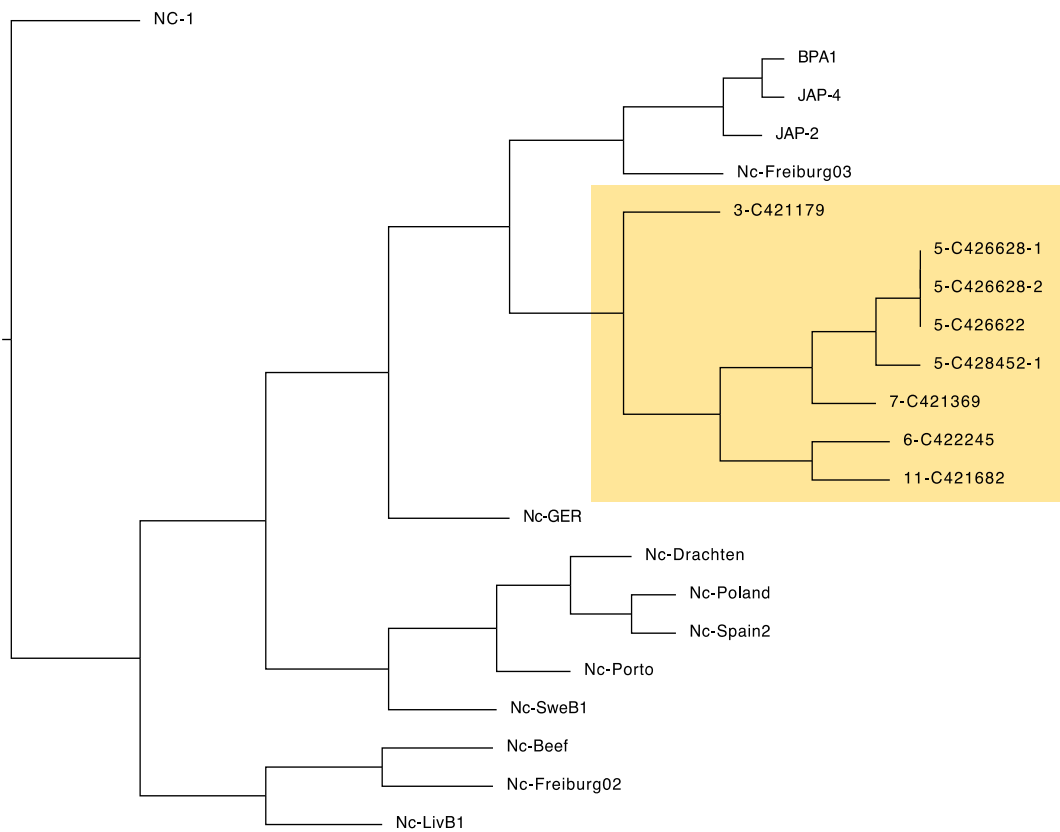 NC-1
BPA1
JAP-4
JAP-2
Nc-Freiburg03
3-C421179
5-C426628-1
5-C426628-2
5-C426622
5-C428452-1
7-C421369
6-C422245
11-C421682
Nc-GER
Nc-Drachten
Nc-Poland
Nc-Spain2
Nc-Porto
Nc-SweB1
Nc-Beef
Nc-Freiburg02
Nc-LivB1